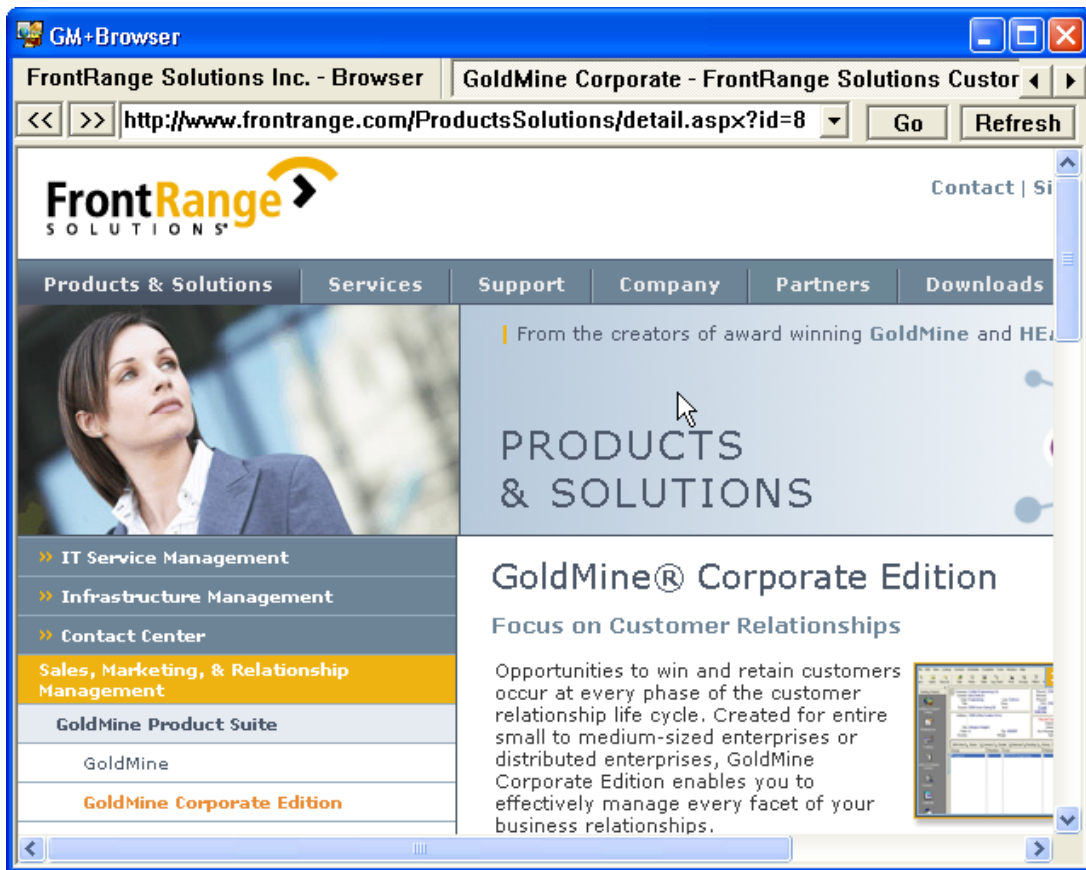 GM+Browser
FrontRange Solutions Inc. - Browser
GoldMine Corporate - FrontRange Solutions Custor
<< >> http://www.frontrange.com/ProductsSolutions/detail.aspx?id=8 Go Refresh
FrontRange
SOLUTIONS®
Contact | Si
Products & Solutions Services Support Company Partners Downloads
From the creators of award winning GoldMine and HEA
PRODUCTS
& SOLUTIONS
» IT Service Management
» Infrastructure Management
» Contact Center
Sales, Marketing, & Relationship
Management
GoldMine Product Suite
GoldMine
GoldMine Corporate Edition
GoldMine® Corporate Edition
Focus on Customer Relationships
Opportunities to win and retain customers
occur at every phase of the customer
relationship life cycle. Created for entire
small to medium-sized enterprises or
distributed enterprises, GoldMine
Corporate Edition enables you to
effectively manage every facet of your
business relationships.